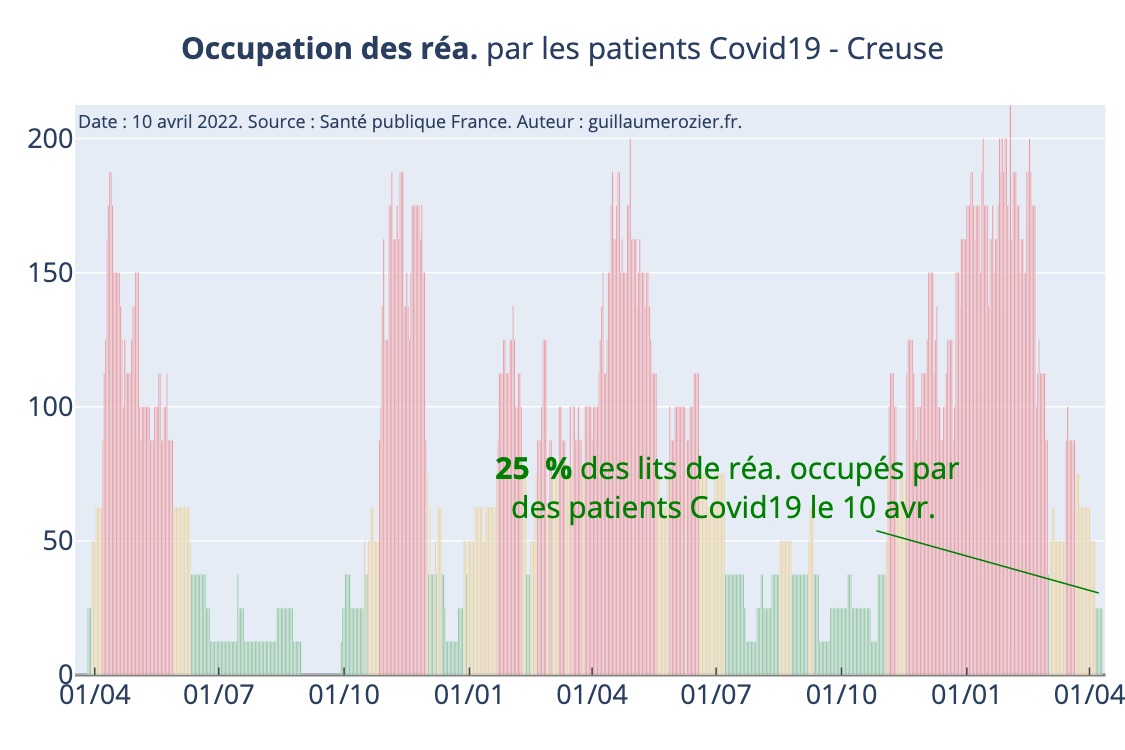 Occupation des réa. par les patients Covid19 - Creuse
Date : 10 avril 2022. Source : Santé publique France. Auteur : guillaumerozier.fr.
200
150
100
50
0
25 % des lits de réa. occupés par
des patients Covid19 le 10 avr.
01/04 01/07 01/10 01/01 01/04 01/07 01/10 01/01 01/04